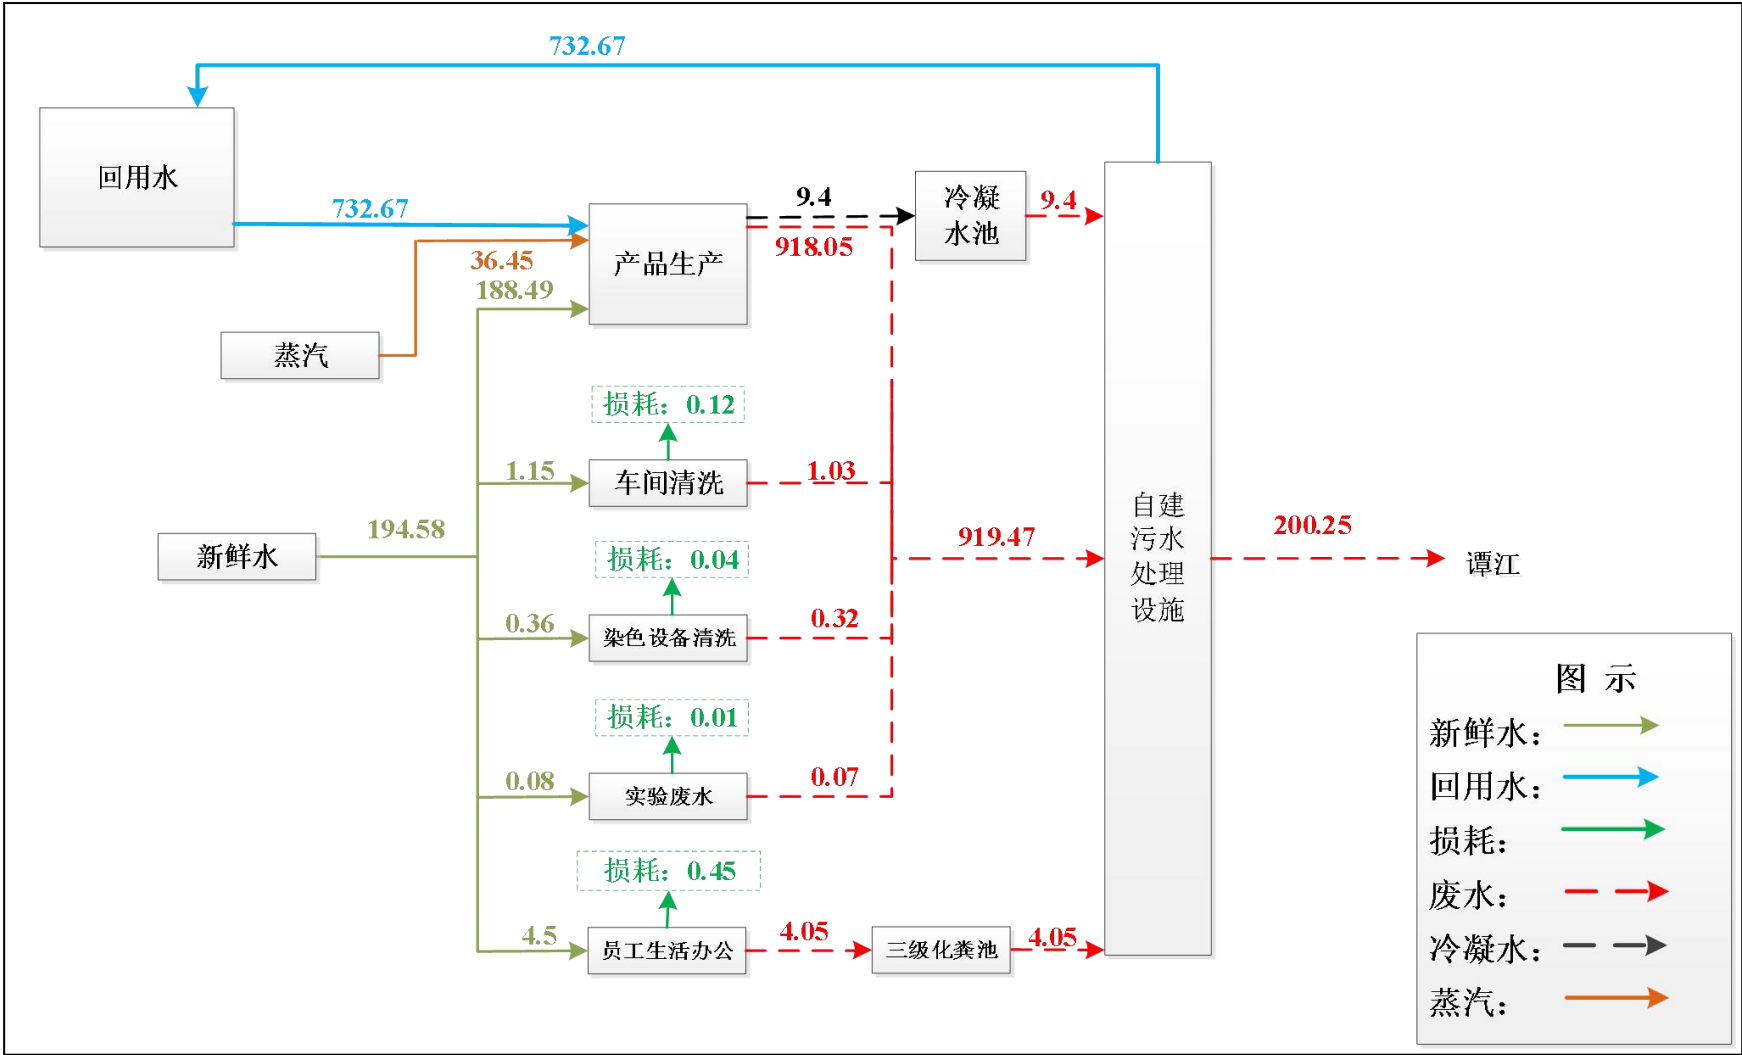 732.67
回用水
732.67
36.45
188.49
蒸汽
产品生产
9.4
918.05
冷凝
水池
9.4
损耗：0.12
1.15
车间清洗
1.03
新鲜水
194.58
损耗：0.04
0.36
染色设备清洗
0.32
919.47
自建
污水
处理
设施
200.25
谭江
损耗：0.01
0.08
实验废水
0.07
损耗：0.45
4.5
员工生活办公
4.05
三级化粪池
4.05
图 示
新鲜水：
回用水：
损耗：
废水：
冷凝水：
蒸汽：